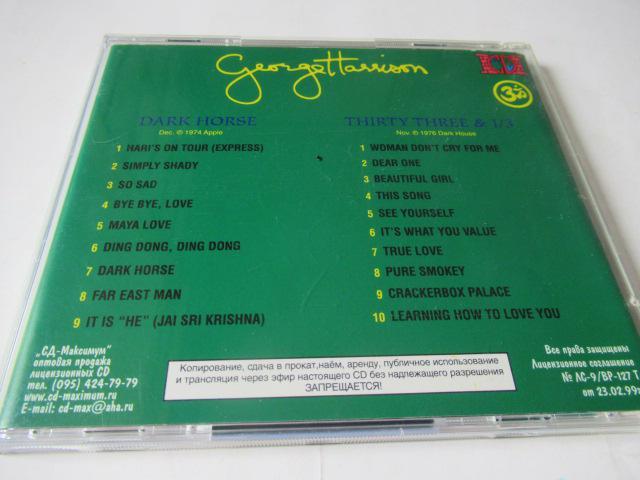 George Harrison
DARK HORSE
Dec. © 1974 Apple
1 HARI'S ON TOUR (EXPRESS)
2 SIMPLY SHADY
3 SO SAD
4 BYE BYE, LOVE
5 MAYA LOVE
6 DING DONG, DING DONG
7 DARK HORSE
8 FAR EAST MAN
9 IT IS "HE" (JAI SRI KRISHNA)
THIRTY THREE & 1/3
Nov. © 1976 Dark House
1 WOMAN DON'T CRY FOR ME
2 DEAR ONE
3 BEAUTIFUL GIRL
4 THIS SONG
5 SEE YOURSELF
6 IT'S WHAT YOU VALUE
7 TRUE LOVE
8 PURE SMOKEY
9 CRACKERBOX PALACE
10 LEARNING HOW TO LOVE YOU
„СД-Максимум"
оптовая продажа
лицензионных CD
тел. (095) 424-79-79
www.cd-maximum.ru
E-mail: cd-max@aha.ru
Копирование, сдача в прокат,наём, аренду, публичное использование
и трансляция через эфир настоящего CD без надлежащего разрешения
ЗАПРЕЩАЕТСЯ!
Все права защищены
Лицензионное соглашение
№ ЛС-9/ВР-127 Т
от 23.02.99г